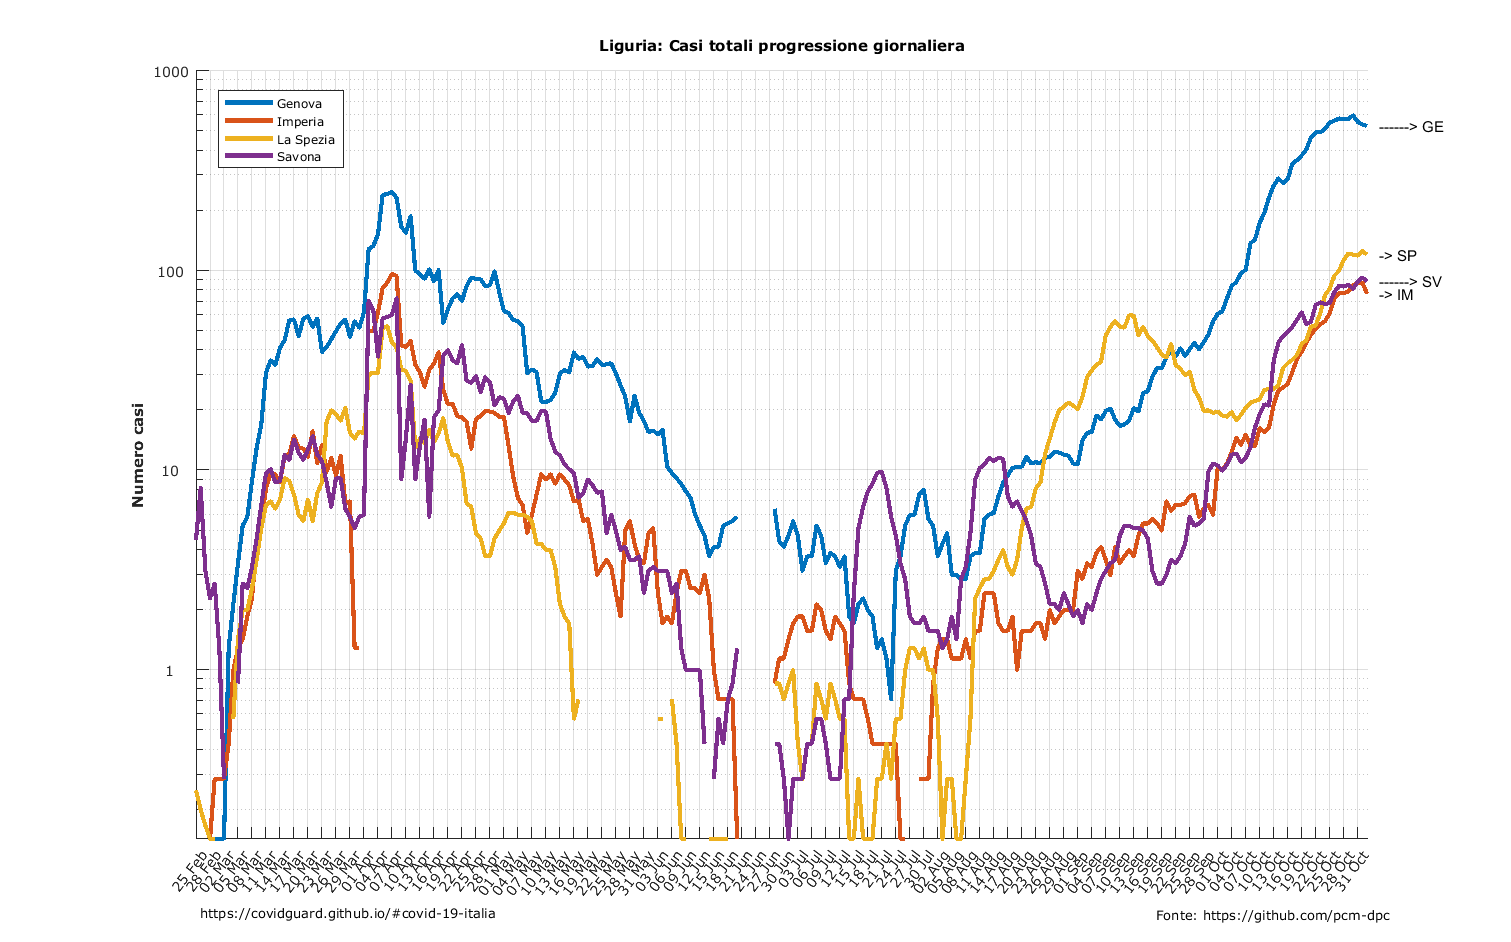 Liguria: Casi totali progressione giornaliera
Numero casi
1000
100
10
1
Genova
Imperia
La Spezia
Savona
------> GE
-> SP
------> SV
-> IM
25 Feb
28 Feb
02 Mar
05 Mar
08 Mar
11 Mar
14 Mar
17 Mar
20 Mar
23 Mar
26 Mar
29 Mar
01 Apr
04 Apr
07 Apr
10 Apr
13 Apr
16 Apr
19 Apr
22 Apr
25 Apr
28 Apr
01 May
04 May
07 May
10 May
13 May
16 May
19 May
22 May
25 May
28 May
31 May
03 Jun
06 Jun
09 Jun
12 Jun
15 Jun
18 Jun
21 Jun
24 Jun
27 Jun
30 Jun
03 Jul
06 Jul
09 Jul
12 Jul
15 Jul
18 Jul
21 Jul
24 Jul
27 Jul
30 Jul
02 Aug
05 Aug
08 Aug
11 Aug
14 Aug
17 Aug
20 Aug
23 Aug
26 Aug
29 Aug
01 Sep
04 Sep
07 Sep
10 Sep
13 Sep
16 Sep
19 Sep
22 Sep
25 Sep
28 Sep
01 Oct
04 Oct
07 Oct
10 Oct
13 Oct
16 Oct
19 Oct
22 Oct
25 Oct
28 Oct
31 Oct
https://covidguard.github.io/#covid-19-italia
Fonte: https://github.com/pcm-dpc